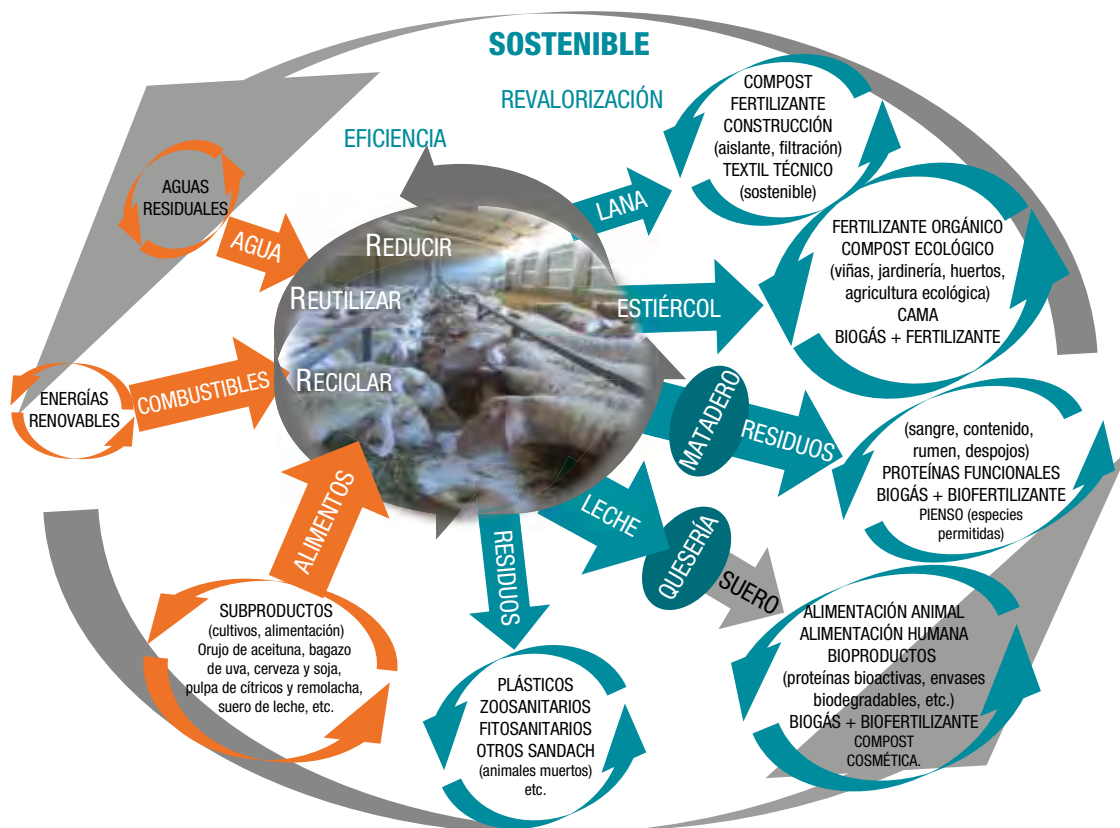 SOSTENIBLE
REVALORIZACIÓN
EFICIENCIA
AGUAS
RESIDUALES
AGUA
ENERGÍAS
RENOVABLES
COMBUSTIBLES
SUBPRODUCTOS
(cultivos, alimentación)
Orujo de aceituna, bagazo
de uva, cerveza y soja,
pulpa de cítricos y remolacha,
suero de leche, etc.
ALIMENTOS
REDUCIR
REUTILIZAR
RECICLAR
LANA
COMPOST
FERTILIZANTE
CONSTRUCCIÓN
(aislante, filtración)
TEXTIL TÉCNICO
(sostenible)
ESTIÉRCOL
FERTILIZANTE ORGÁNICO
COMPOST ECOLÓGICO
(viñas, jardinería, huertos,
agricultura ecológica)
CAMA
BIOGÁS + FERTILIZANTE
MATADERO
RESIDUOS
(sangre, contenido,
rumen, despojos)
PROTEÍNAS FUNCIONALES
BIOGÁS + BIOFERTILIZANTE
PIENSO (especies
permitidas)
LECHE
QUESERÍA
SUERO
ALIMENTACIÓN ANIMAL
ALIMENTACIÓN HUMANA
BIOPRODUCTOS
(proteínas bioactivas, envases
biodegradables, etc.)
BIOGÁS + BIOFERTILIZANTE
COMPOST
COSMÉTICA.
RESIDUOS
PLÁSTICOS
ZOOSANITARIOS
FITOSANITARIOS
OTROS SANDACH
(animales muertos)
etc.